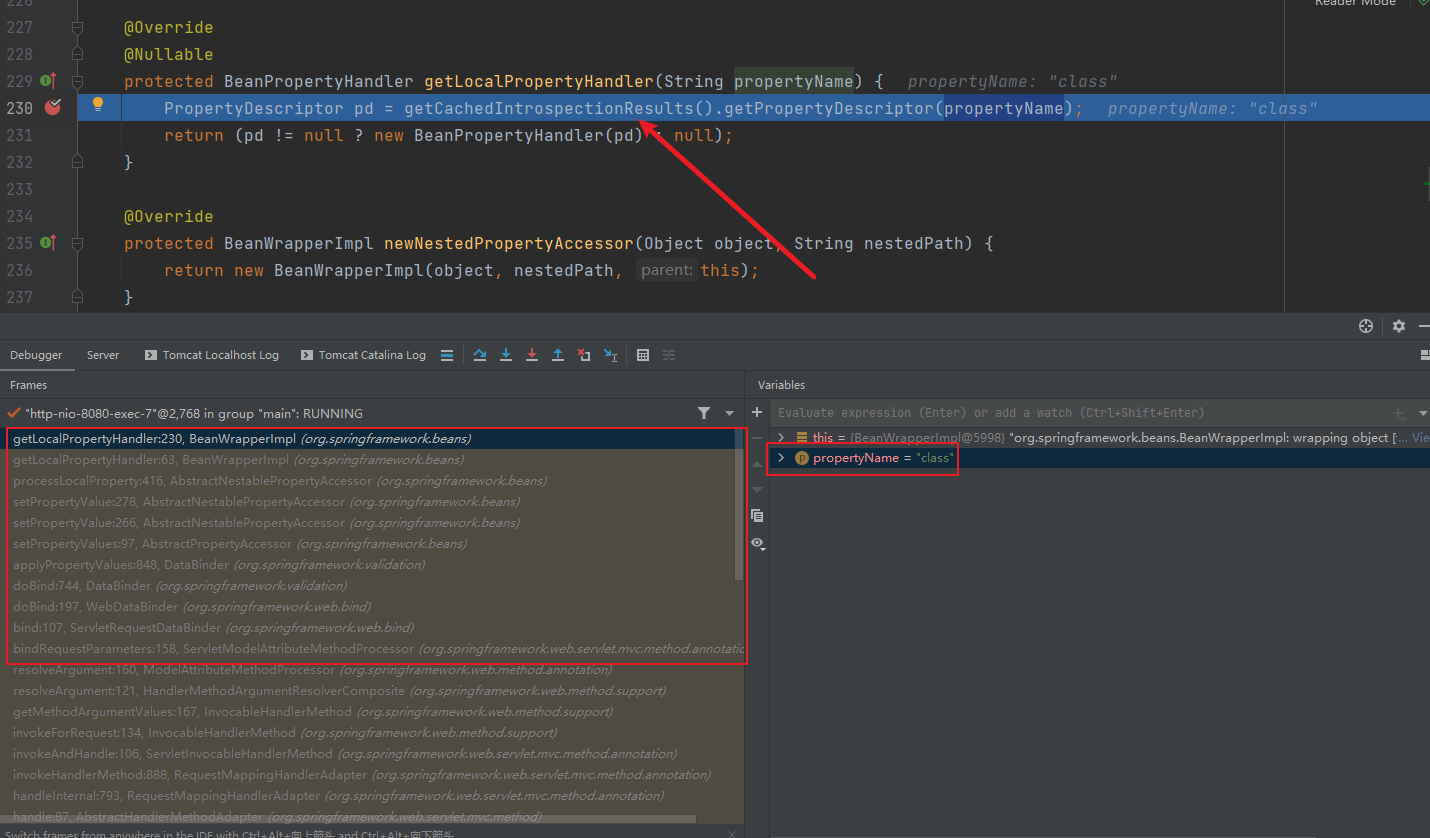 226
Reader Mode
227 @Override
228 @Nullable
229 protected BeanPropertyHandler getLocalPropertyHandler(String propertyName) { propertyName: "class"
230 PropertyDescriptor pd = getCachedIntrospectionResults().getPropertyDescriptor(propertyName); propertyName: "class"
231 return (pd != null ? new BeanPropertyHandler(pd) : null);
232 }
233
234 @Override
235 protected BeanWrapperImpl newNestedPropertyAccessor(Object object, String nestedPath) {
236 return new BeanWrapperImpl(object, nestedPath, parent: this);
237 }
Debugger Server Tomcat Localhost Log Tomcat Catalina Log
Frames
Variables
"http-nio-8080-exec-7"@2,768 in group "main": RUNNING
Evaluate expression (Enter) or add a watch (Ctrl+Shift+Enter)
getLocalPropertyHandler:230, BeanWrapperImpl (org.springframework.beans)
this = {BeanWrapperImpl@5998} "org.springframework.beans.BeanWrapperImpl: wrapping object [... Vie
getLocalPropertyHandler:63, BeanWrapperImpl (org.springframework.beans)
p propertyName = "class"
processLocalProperty:416, AbstractNestablePropertyAccessor (org.springframework.beans)
setPropertyValue:278, AbstractNestablePropertyAccessor (org.springframework.beans)
setPropertyValue:266, AbstractNestablePropertyAccessor (org.springframework.beans)
setPropertyValues:97, AbstractPropertyAccessor (org.springframework.beans)
applyPropertyValues:848, DataBinder (org.springframework.validation)
doBind:744, DataBinder (org.springframework.validation)
doBind:197, WebDataBinder (org.springframework.web.bind)
bind:107, ServletRequestDataBinder (org.springframework.web.bind)
bindRequestParameters:158, ServletModelAttributeMethodProcessor (org.springframework.web.servlet.mvc.method.annotatio
resolveArgument:160, ModelAttributeMethodProcessor (org.springframework.web.method.annotation)
resolveArgument:121, HandlerMethodArgumentResolverComposite (org.springframework.web.method.support)
getMethodArgumentValues:167, InvocableHandlerMethod (org.springframework.web.method.support)
invokeForRequest:134, InvocableHandlerMethod (org.springframework.web.method.support)
invokeAndHandle:106, ServletInvocableHandlerMethod (org.springframework.web.servlet.mvc.method.annotation)
invokeHandlerMethod:888, RequestMappingHandlerAdapter (org.springframework.web.servlet.mvc.method.annotation)
handleInternal:793, RequestMappingHandlerAdapter (org.springframework.web.servlet.mvc.method.annotation)
handle:87, AbstractHandlerMethodAdapter (org.springframework.web.servlet.mvc.method)
Switch frames from anywhere in the IDE with Ctrl+Alt+向上箭头 and Ctrl+Alt+向下箭头